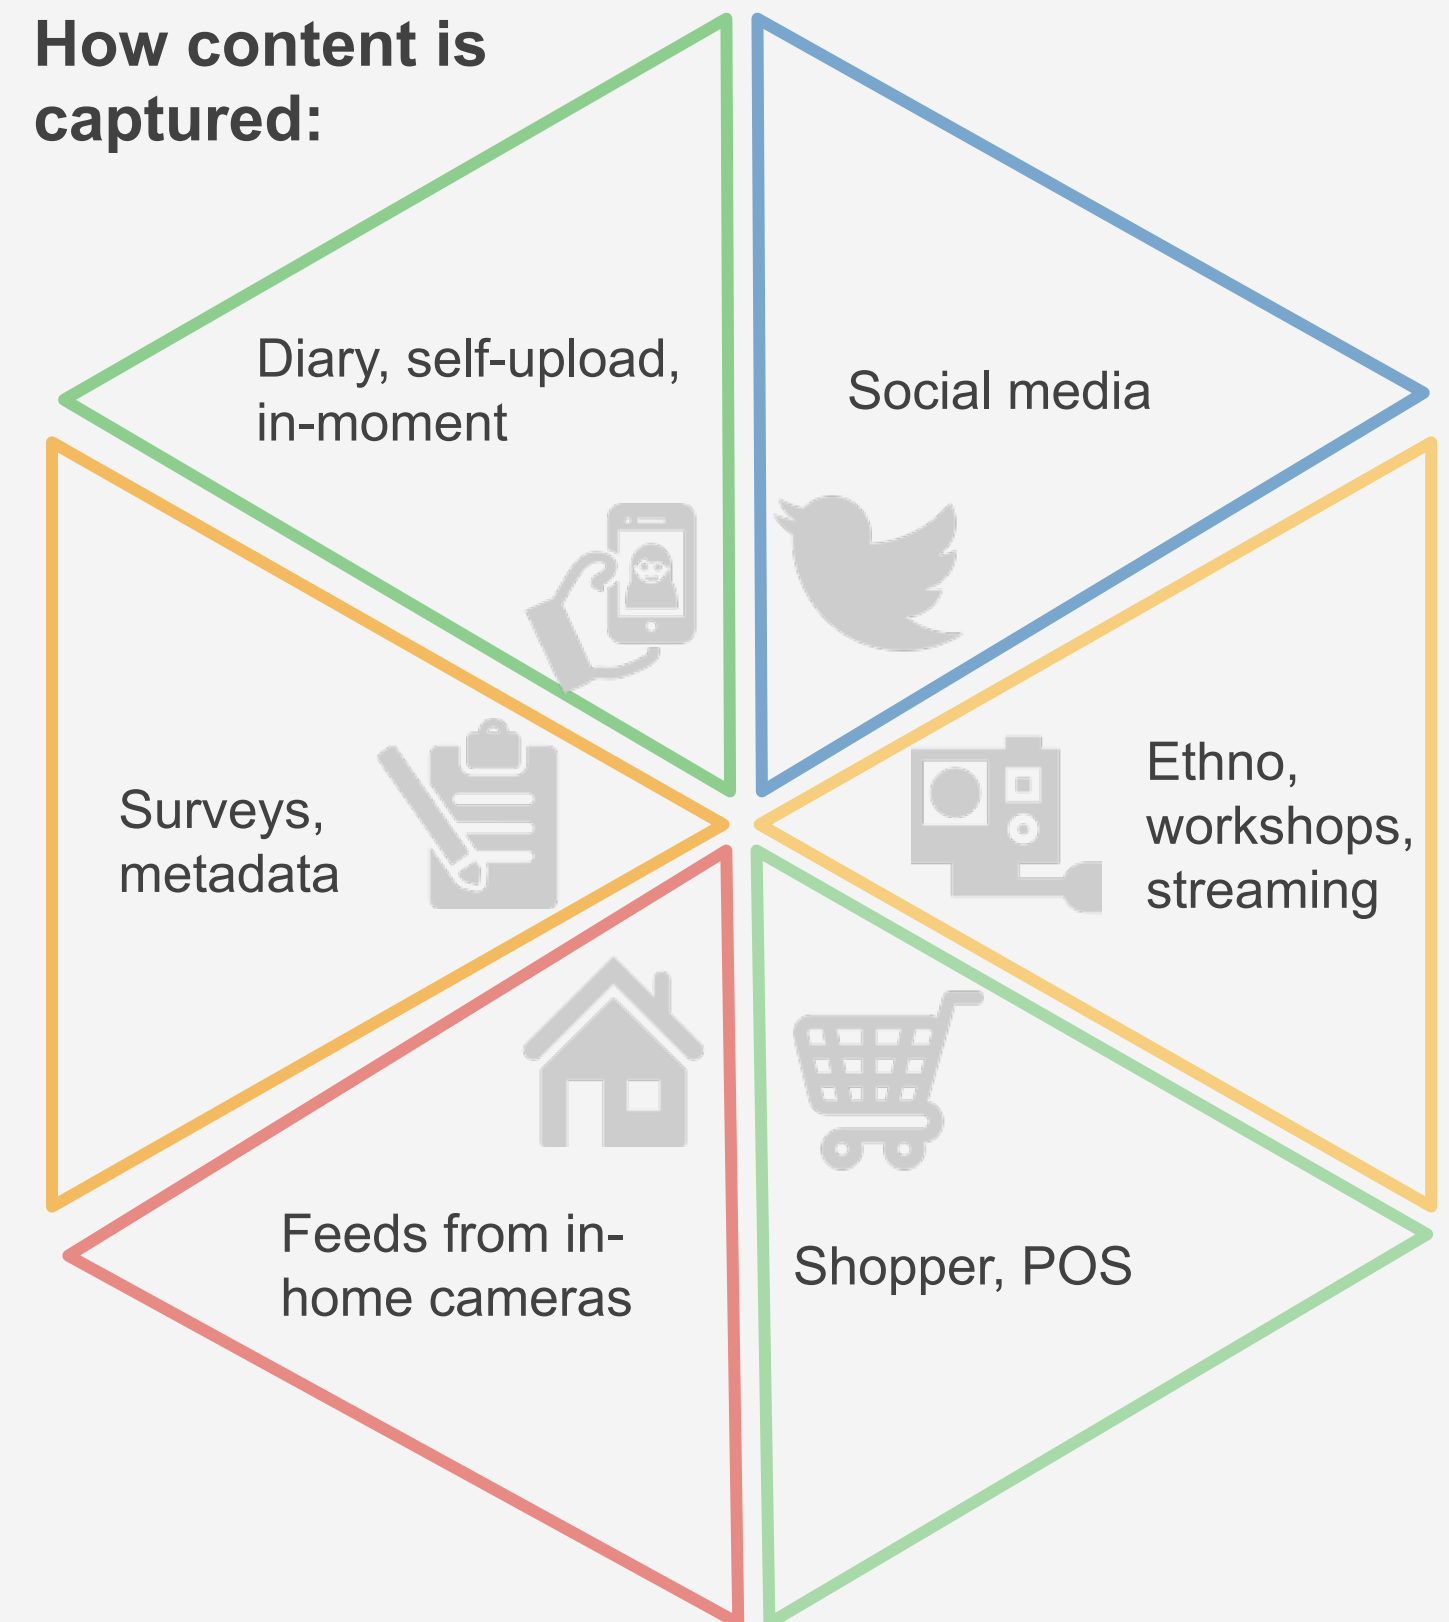 How content is
captured:
Diary, self-upload,
in-moment
Social media
Surveys,
metadata
Ethno,
workshops,
streaming
Feeds from in-
home cameras
Shopper, POS